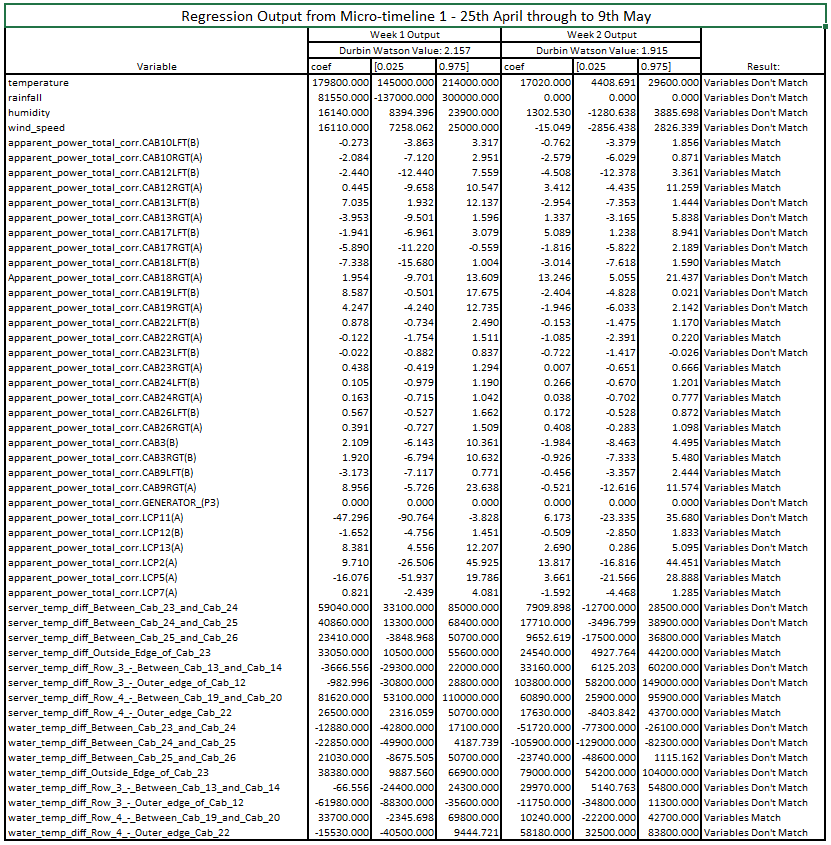 Regression Output from Micro-timeline 1 - 25th April through to 9th May
Week 1 Output Week 2 Output
Durbin Watson Value: 2.157 Durbin Watson Value: 1.915
Variable coef [0.025 0.975] coef [0.025 0.975] Result:
temperature 179800.000 145000.000 214000.000 17020.000 4408.691 29600.000 Variables Don't Match
rainfall 81550.000 -137000.000 300000.000 0.000 0.000 0.000 Variables Don't Match
humidity 16140.000 8394.396 23900.000 1302.530 -1280.638 3885.698 Variables Don't Match
wind_speed 16110.000 7258.062 25000.000 -15.049 -2856.438 2826.339 Variables Don't Match
apparent_power_total_corr.CAB10LFT(B) -0.273 -3.863 3.317 -0.762 -3.379 1.856 Variables Match
apparent_power_total_corr.CAB10RGT(A) -2.084 -7.120 2.951 -2.579 -6.029 0.871 Variables Match
apparent_power_total_corr.CAB12LFT(B) -2.440 -12.440 7.559 -4.508 -12.378 3.361 Variables Match
apparent_power_total_corr.CAB12RGT(A) 0.445 -9.658 10.547 3.412 -4.435 11.259 Variables Match
apparent_power_total_corr.CAB13LFT(B) 7.035 1.932 12.137 -2.954 -7.353 1.444 Variables Don't Match
apparent_power_total_corr.CAB13RGT(A) -3.953 -9.501 1.596 1.337 -3.165 5.838 Variables Don't Match
apparent_power_total_corr.CAB17LFT(B) -1.941 -6.961 3.079 5.089 1.238 8.941 Variables Don't Match
apparent_power_total_corr.CAB17RGT(A) -5.890 -11.220 -0.559 -1.816 -5.822 2.189 Variables Don't Match
apparent_power_total_corr.CAB18LFT(B) -7.338 -15.680 1.004 -3.014 -7.618 1.590 Variables Match
Apparent_power_total_corr.CAB18RGT(A) 1.954 -9.701 13.609 13.246 5.055 21.437 Variables Don't Match
apparent_power_total_corr.CAB19LFT(B) 8.587 -0.501 17.675 -2.404 -4.828 0.021 Variables Don't Match
apparent_power_total_corr.CAB19RGT(A) 4.247 -4.240 12.735 -1.946 -6.033 2.142 Variables Don't Match
apparent_power_total_corr.CAB22LFT(B) 0.878 -0.734 2.490 -0.153 -1.475 1.170 Variables Match
apparent_power_total_corr.CAB22RGT(A) -0.122 -1.754 1.511 -1.085 -2.391 0.220 Variables Match
apparent_power_total_corr.CAB23LFT(B) -0.022 -0.882 0.837 -0.722 -1.417 -0.026 Variables Don't Match
apparent_power_total_corr.CAB23RGT(A) 0.438 -0.419 1.294 0.007 -0.651 0.666 Variables Match
apparent_power_total_corr.CAB24LFT(B) 0.105 -0.979 1.190 0.266 -0.670 1.201 Variables Match
apparent_power_total_corr.CAB24RGT(A) 0.163 -0.715 1.042 0.038 -0.702 0.777 Variables Match
apparent_power_total_corr.CAB26LFT(B) 0.567 -0.527 1.662 0.172 -0.528 0.872 Variables Match
apparent_power_total_corr.CAB26RGT(A) 0.391 -0.727 1.509 0.408 -0.283 1.098 Variables Match
apparent_power_total_corr.CAB3(B) 2.109 -6.143 10.361 -1.984 -8.463 4.495 Variables Match
apparent_power_total_corr.CAB3RGT(B) 1.920 -6.794 10.632 -0.926 -7.333 5.480 Variables Match
apparent_power_total_corr.CAB9LFT(B) -3.173 -7.117 0.771 -0.456 -3.357 2.444 Variables Match
apparent_power_total_corr.CAB9RGT(A) 8.956 -5.726 23.638 -0.521 -12.616 11.574 Variables Match
apparent_power_total_corr.GENERATOR_(P3) 0.000 0.000 0.000 0.000 0.000 0.000 Variables Don't Match
apparent_power_total_corr.LCP11(A) -47.296 -90.764 -3.828 6.173 -23.335 35.680 Variables Don't Match
apparent_power_total_corr.LCP12(B) -1.652 -4.756 1.451 -0.509 -2.850 1.833 Variables Match
apparent_power_total_corr.LCP13(A) 8.381 4.556 12.207 2.690 0.286 5.095 Variables Don't Match
apparent_power_total_corr.LCP2(A) 9.710 -26.506 45.925 13.817 -16.816 44.451 Variables Match
apparent_power_total_corr.LCP5(A) -16.076 -51.937 19.786 3.661 -21.566 28.888 Variables Match
apparent_power_total_corr.LCP7(A) 0.821 -2.439 4.081 -1.592 -4.468 1.285 Variables Match
server_temp_diff_Between_Cab_23_and_Cab_24 59040.000 33100.000 85000.000 7909.898 -12700.000 28500.000 Variables Don't Match
server_temp_diff_Between_Cab_24_and_Cab_25 40860.000 13300.000 68400.000 17710.000 -3496.799 38900.000 Variables Don't Match
server_temp_diff_Between_Cab_25_and_Cab_26 23410.000 -3848.968 50700.000 9652.619 -17500.000 36800.000 Variables Match
server_temp_diff_Outside_Edge_of_Cab_23 33050.000 10500.000 55600.000 24540.000 4927.764 44200.000 Variables Match
server_temp_diff_Row_3_-_Between_Cab_13_and_Cab_14 -3666.556 -29300.000 22000.000 33160.000 6125.203 60200.000 Variables Don't Match
server_temp_diff_Row_3_-_Outer_edge_of_Cab_12 -982.996 -30800.000 28800.000 103800.000 58200.000 149000.000 Variables Don't Match
server_temp_diff_Row_4_-_Between_Cab_19_and_Cab_20 81620.000 53100.000 110000.000 60890.000 25900.000 95900.000 Variables Match
server_temp_diff_Row_4_-_Outer_edge_Cab_22 26500.000 2316.059 50700.000 17630.000 -8403.842 43700.000 Variables Match
water_temp_diff_Between_Cab_23_and_Cab_24 -12880.000 -42800.000 17100.000 -51720.000 -77300.000 -26100.000 Variables Don't Match
water_temp_diff_Between_Cab_24_and_Cab_25 -22850.000 -49900.000 4187.739 -105900.000 -129000.000 -82300.000 Variables Don't Match
water_temp_diff_Between_Cab_25_and_Cab_26 21030.000 -8675.505 50700.000 -23740.000 -48600.000 1115.162 Variables Don't Match
water_temp_diff_Outside_Edge_of_Cab_23 38380.000 9887.560 66900.000 79000.000 54200.000 104000.000 Variables Don't Match
water_temp_diff_Row_3_-_Between_Cab_13_and_Cab_14 -66.556 -24400.000 24300.000 29970.000 5140.763 54800.000 Variables Don't Match
water_temp_diff_Row_3_-_Outer_edge_of_Cab_12 -61980.000 -88300.000 -35600.000 -11750.000 -34800.000 11300.000 Variables Don't Match
water_temp_diff_Row_4_-_Between_Cab_19_and_Cab_20 33700.000 -2345.698 69800.000 10240.000 -22200.000 42700.000 Variables Match
water_temp_diff_Row_4_-_Outer_edge_Cab_22 -15530.000 -40500.000 9444.721 58180.000 32500.000 83800.000 Variables Don't Match